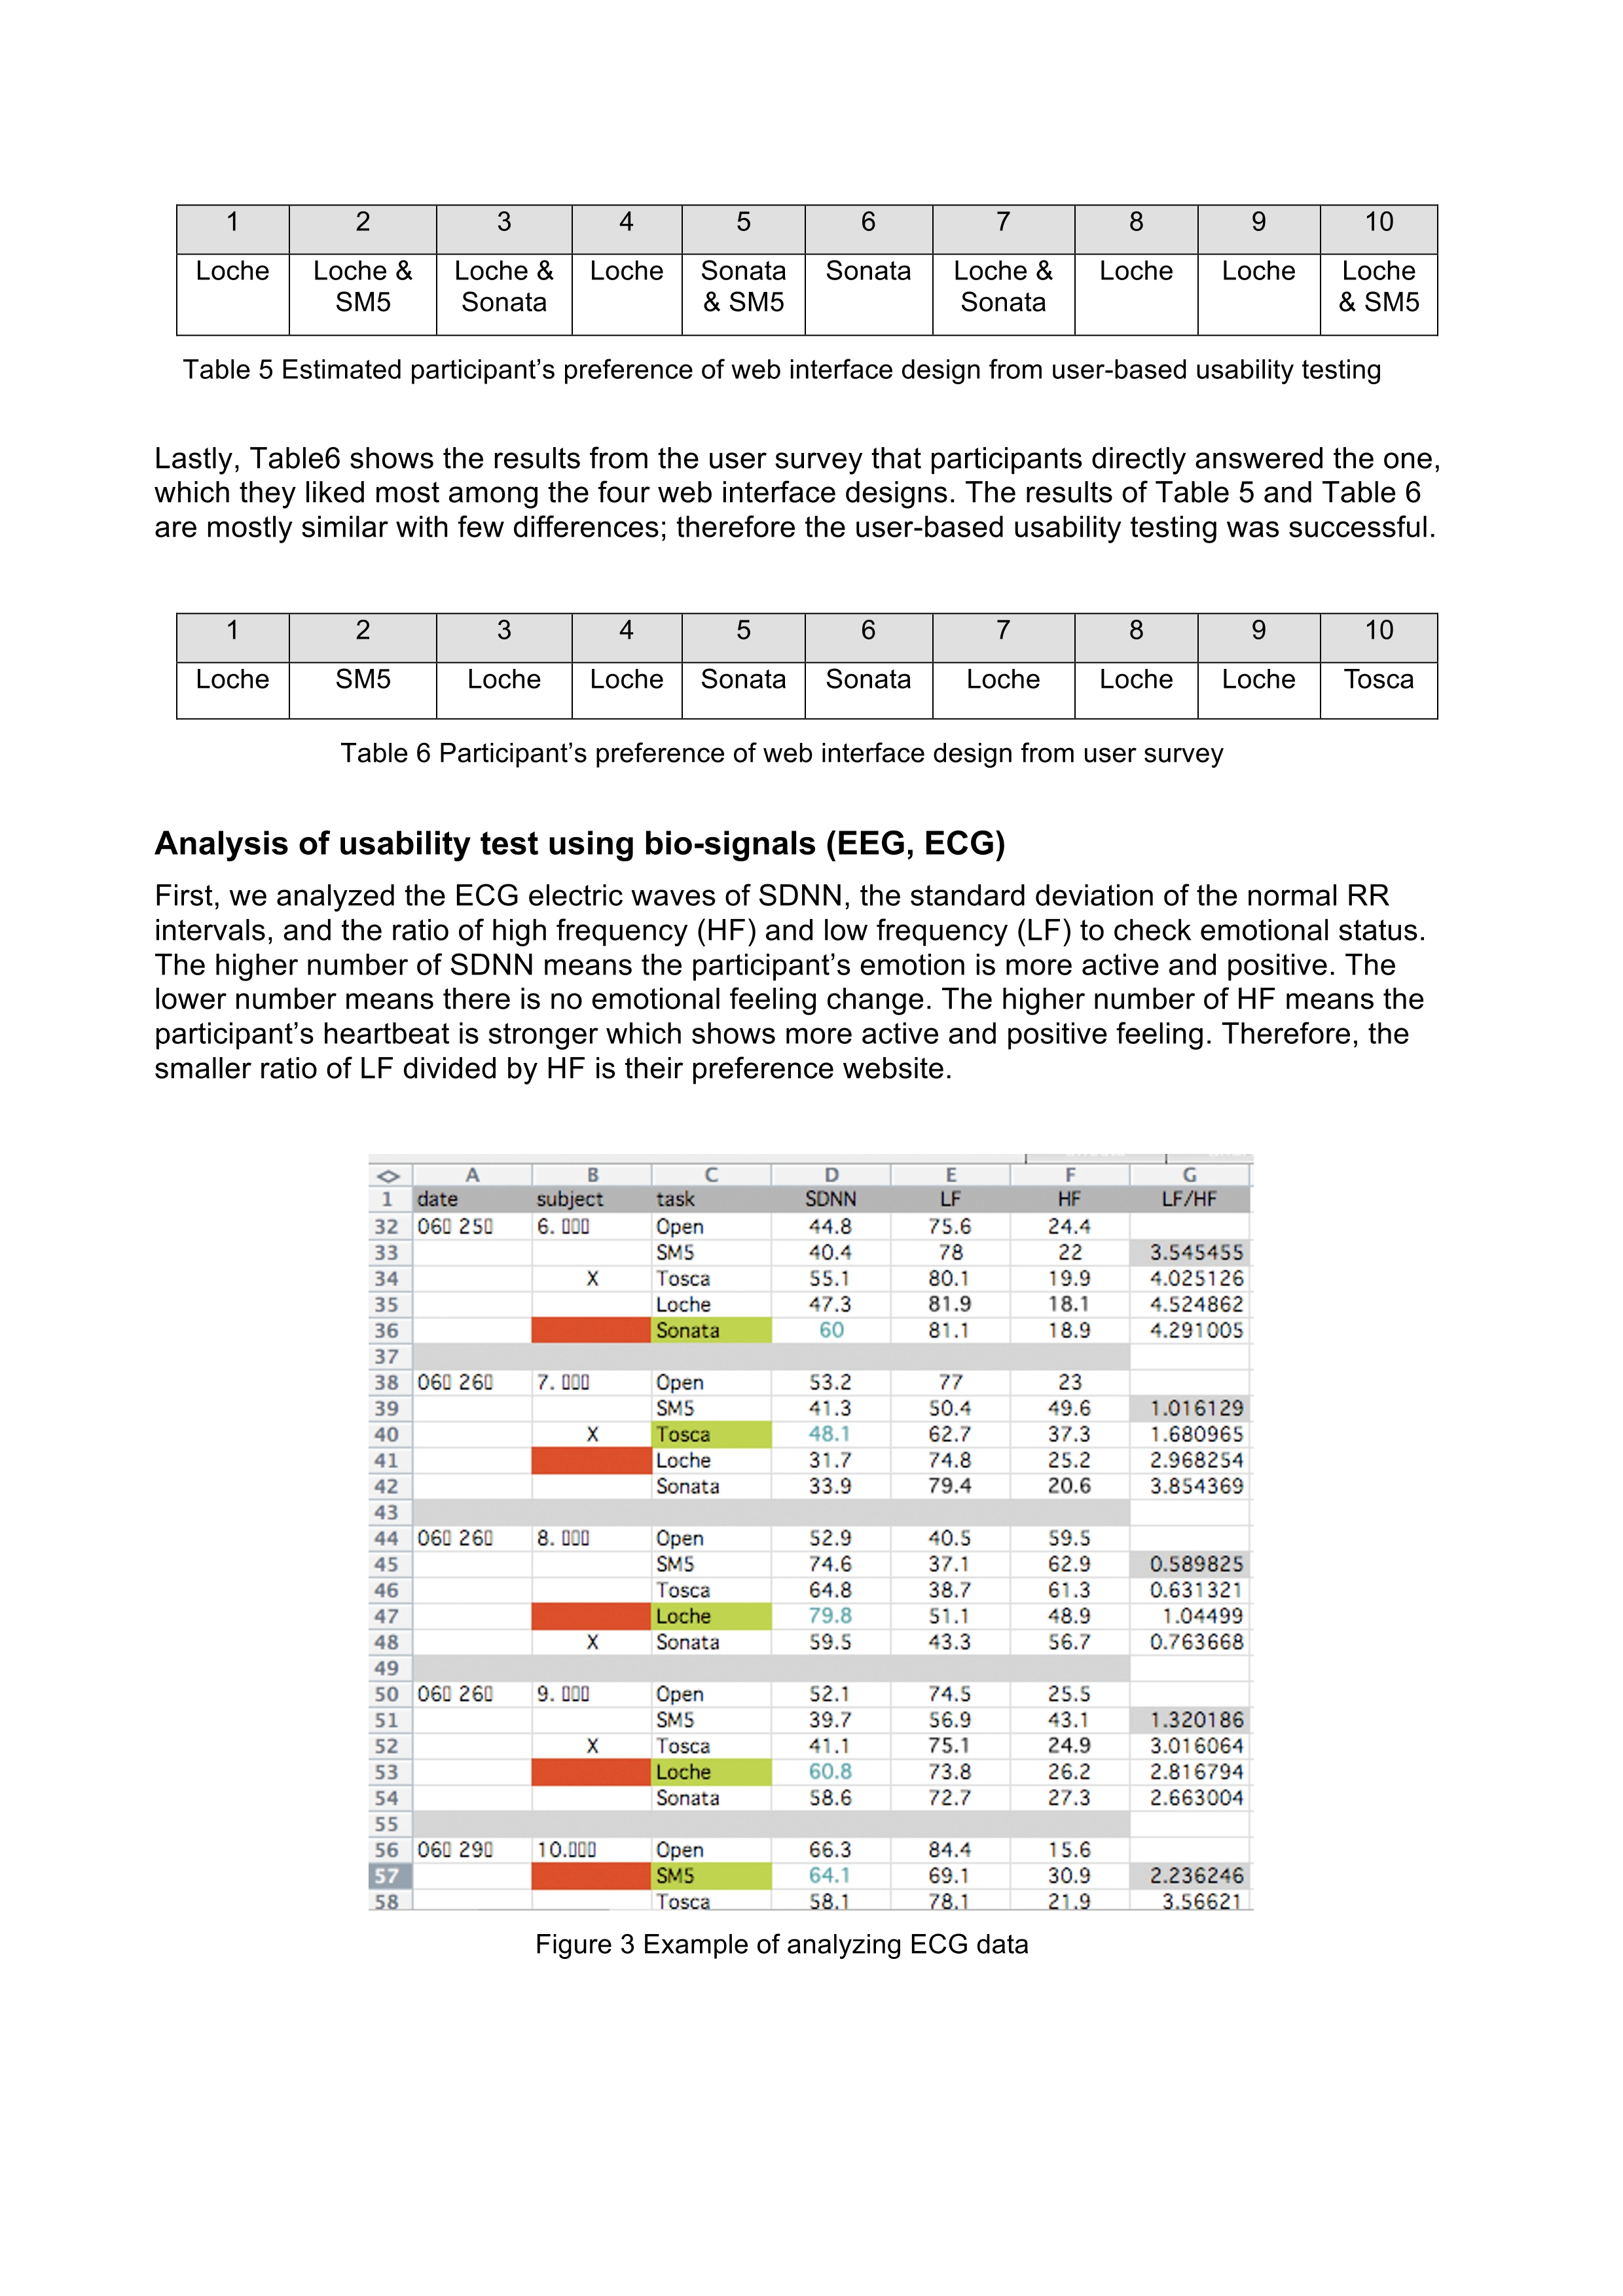 1 2 3 4 5 6 7 8 9 10
Loche Loche & Loche & Loche Sonata Sonata Loche & Loche Loche Loche
SM5 Sonata & SM5 Sonata & SM5
Table 5 Estimated participant’s preference of web interface design from user-based usability testing
Lastly, Table6 shows the results from the user survey that participants directly answered the one,
which they liked most among the four web interface designs. The results of Table 5 and Table 6
are mostly similar with few differences; therefore the user-based usability testing was successful.
1 2 3 4 5 6 7 8 9 10
Loche SM5 Loche Loche Sonata Sonata Loche Loche Loche Tosca
Table 6 Participant’s preference of web interface design from user survey
Analysis of usability test using bio-signals (EEG, ECG)
First, we analyzed the ECG electric waves of SDNN, the standard deviation of the normal RR
intervals, and the ratio of high frequency (HF) and low frequency (LF) to check emotional status.
The higher number of SDNN means the participant’s emotion is more active and positive. The
lower number means there is no emotional feeling change. The higher number of HF means the
participant’s heartbeat is stronger which shows more active and positive feeling. Therefore, the
smaller ratio of LF divided by HF is their preference website.
A B C D E F G
1 date subject task SDNN LF HF LF/HF
32 06▯ 25▯ 6. ▯▯▯ Open 44.8 75.6 24.4
33 SM5 40.4 78 22 3.545455
34 X Tosca 55.1 80.1 19.9 4.025126
35 Loche 47.3 81.9 18.1 4.524862
36 Sonata 60 81.1 18.9 4.291005
37
38 06▯ 26▯ 7. ▯▯▯ Open 53.2 77 23
39 SM5 41.3 50.4 49.6 1.016129
40 X Tosca 48.1 62.7 37.3 1.680965
41 Loche 31.7 74.8 25.2 2.968254
42 Sonata 33.9 79.4 20.6 3.854369
43
44 06▯ 26▯ 8. ▯▯▯ Open 52.9 40.5 59.5
45 SM5 74.6 37.1 62.9 0.589825
46 Tosca 64.8 38.7 61.3 0.631321
47 Loche 79.8 51.1 48.9 1.04499
48 X Sonata 59.5 43.3 56.7 0.763668
49
50 06▯ 26▯ 9. ▯▯▯ Open 52.1 74.5 25.5
51 SM5 39.7 56.9 43.1 1.320186
52 X Tosca 41.1 75.1 24.9 3.016064
53 Loche 60.8 73.8 26.2 2.816794
54 Sonata 58.6 72.7 27.3 2.663004
55
56 06▯ 29▯ 10.▯▯▯ Open 66.3 84.4 15.6
57 SM5 64.1 69.1 30.9 2.236246
58 Tosca 58.1 78.1 21.9 3.56621
Figure 3 Example of analyzing ECG data